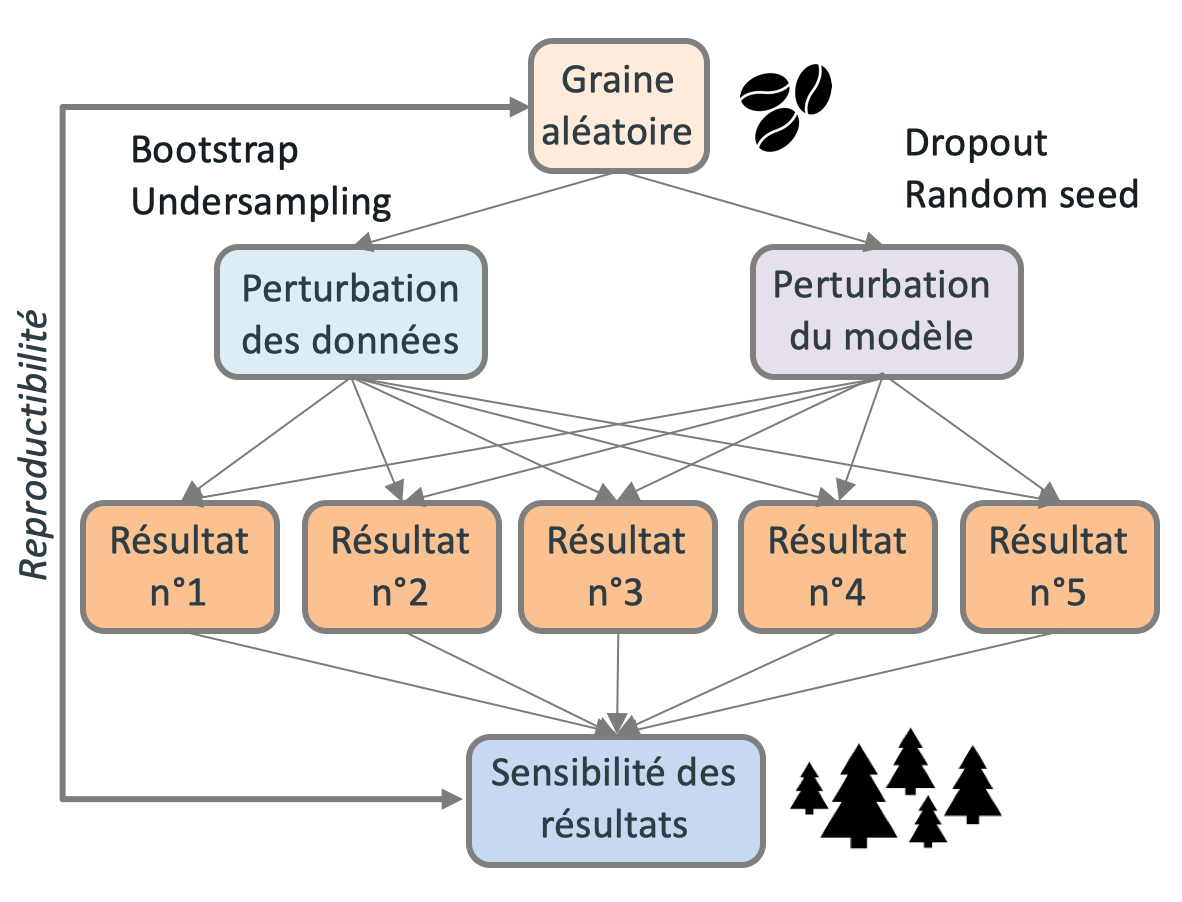 Graine
aléatoire
Bootstrap
Undersampling
Dropout
Random seed
Perturbation
des données
Perturbation
du modèle
Reproductibilité
Résultat
n°1
Résultat
n°2
Résultat
n°3
Résultat
n°4
Résultat
n°5
Sensibilité des
résultats